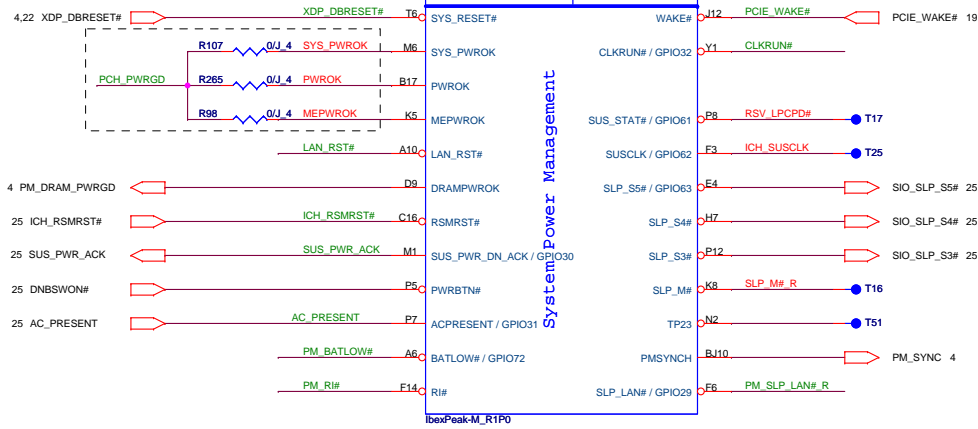 4,22 XDP_DBRESET# XDP_DBRESET# T6 SYS_RESET# WAKE# J12 PCIE_WAKE# PCIE_WAKE# 19
R107 0/J_4 SYS_PWROK M6 SYS_PWROK CLKRUN# / GPIO32 Y1 CLKRUN#
PCH_PWRGD R265 0/J_4 PWROK B17 PWROK
R98 0/J_4 MEPWROK K5 MEPWROK SUS_STAT# / GPIO61 P8 RSV_LPCPD# T17
LAN_RST# A10 LAN_RST# SUSCLK / GPIO62 F3 ICH_SUSCLK T25
4 PM_DRAM_PWRGD D9 DRAMPWROK SLP_S5# / GPIO63 E4 SIO_SLP_S5# 25
25 ICH_RSMRST# ICH_RSMRST# C16 RSMRST# SLP_S4# H7 SIO_SLP_S4# 25
25 SUS_PWR_ACK SUS_PWR_ACK M1 SUS_PWR_DN_ACK / GPIO30 SLP_S3# P12 SIO_SLP_S3# 25
25 DNBSWON# P5 PWRBTN# SLP_M# K8 SLP_M#_R T16
25 AC_PRESENT AC_PRESENT P7 ACPRESENT / GPIO31 TP23 N2 T51
PM_BATLOW# A6 BATLOW# / GPIO72 PMSYNCH BJ10 PM_SYNC 4
PM_RI# F14 RI# SLP_LAN# / GPIO29 F6 PM_SLP_LAN#_R
System Power Management
IbexPeak-M_R1P0